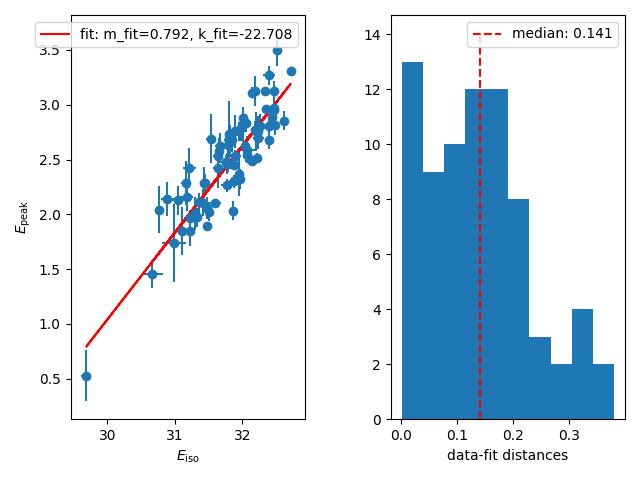 fit: m_fit=0.792, k_fit=-22.708
3.5
3.0
2.5
2.0
1.5
1.0
0.5
E_peak
30 31 32
E_iso
median: 0.141
14
12
10
8
6
4
2
0
0.0 0.1 0.2 0.3
data-fit distances